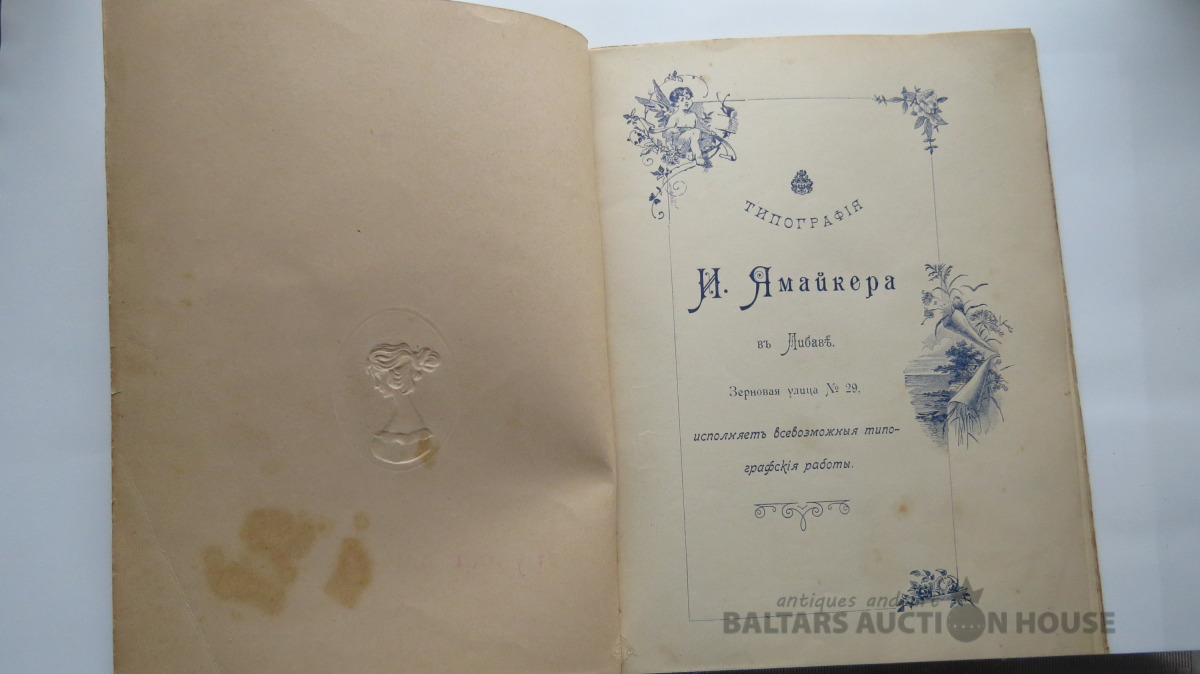 ТИПОГРАФІЯ
И. Ямайкера
въ Либавѣ.
Зерновая улица № 29,
исполняетъ всевозможныя типо-
графскія работы.
antiques and art
BALTARS AUCTION HOUSE